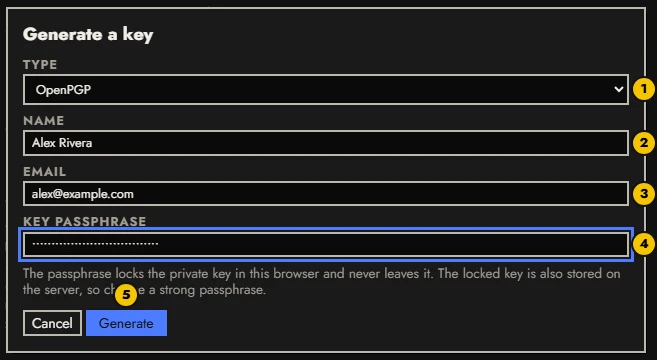 Generate a key
TYPE
OpenPGP
1
NAME
Alex Rivera
2
EMAIL
alex@example.com
3
KEY PASSPHRASE
4
The passphrase locks the private key in this browser and never leaves it. The locked key is also stored on
the server, so a strong passphrase.
5
Cancel
Generate